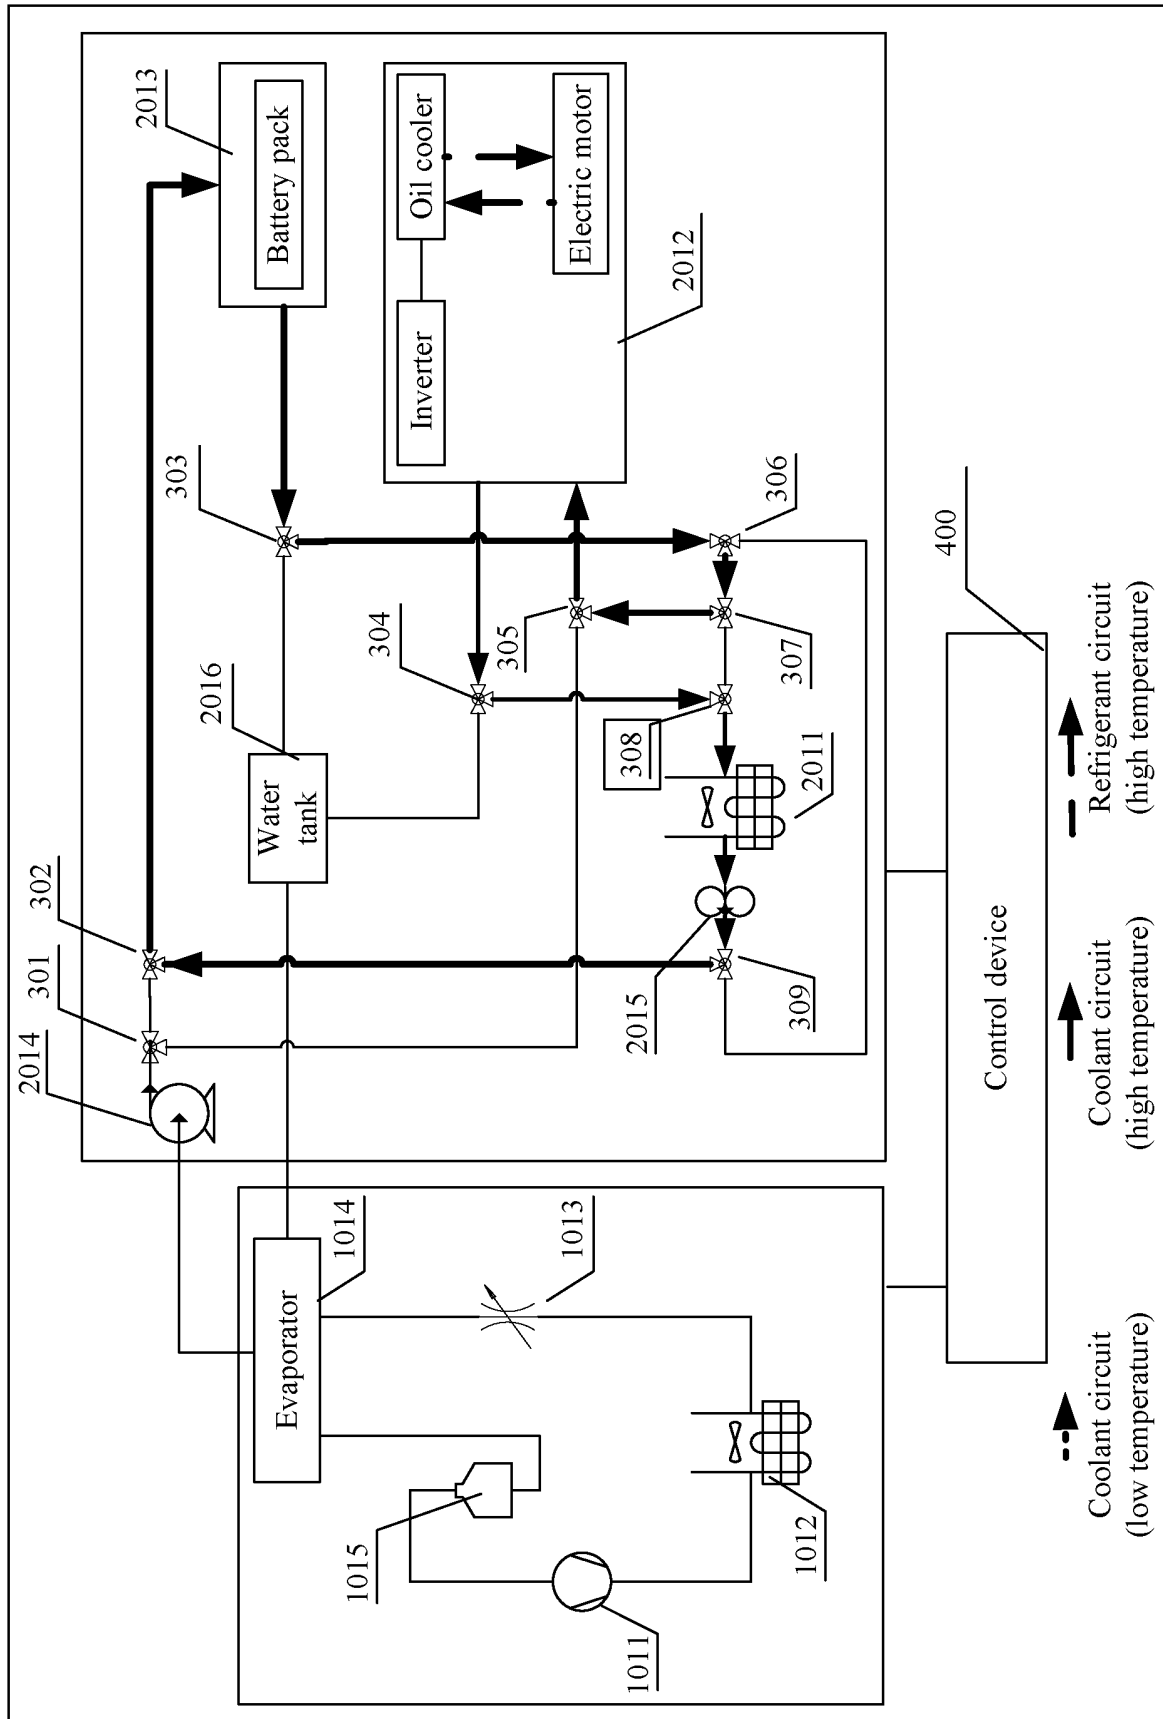 2013
Battery pack
Oil cooler
Electric motor
Inverter
2012
303
306
304
305
307
2016
Water
tank
308
2011
302
301
2014
2015
309
400
Control device
1014
Evaporator
1013
1015
1011
1012
Coolant circuit
(low temperature)
Coolant circuit
(high temperature)
Refrigerant circuit
(high temperature)